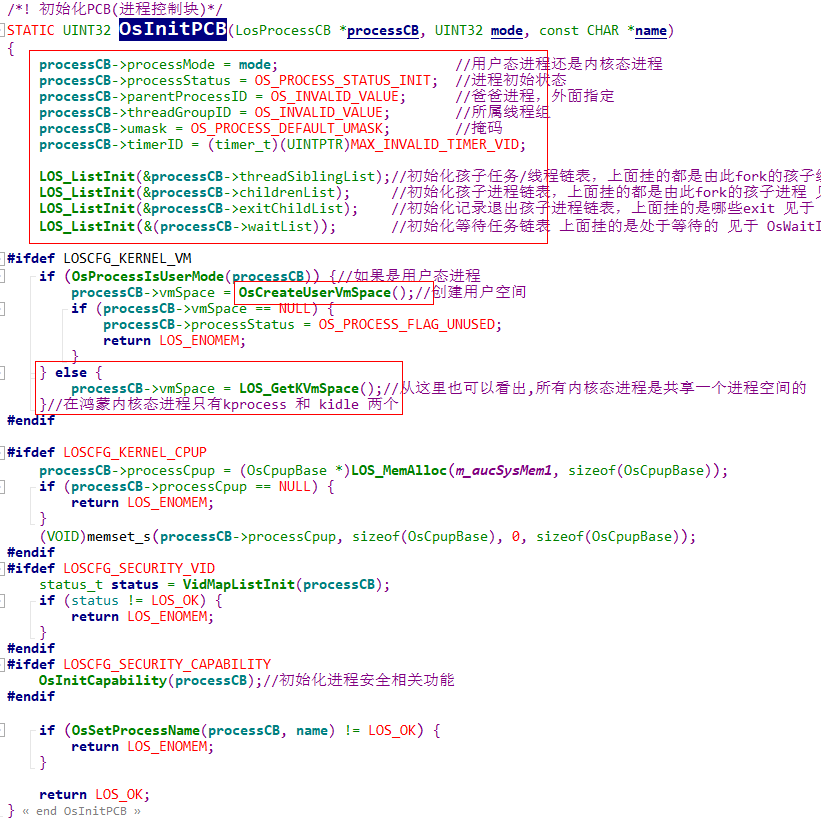 /*! 初始化PCB(进程控制块)*/
STATIC UINT32 OsInitPCB(LosProcessCB *processCB, UINT32 mode, const CHAR *name)
{
    processCB->processMode = mode;                      //用户态进程还是内核态进程
    processCB->processStatus = OS_PROCESS_STATUS_INIT;  //进程初始状态
    processCB->parentProcessID = OS_INVALID_VALUE;      //爸爸进程，外面指定
    processCB->threadGroupID = OS_INVALID_VALUE;        //所属线程组
    processCB->umask = OS_PROCESS_DEFAULT_UMASK;        //掩码
    processCB->timerID = (timer_t)(UINTPTR)MAX_INVALID_TIMER_VID;

    LOS_ListInit(&processCB->threadSiblingList);//初始化孩子任务/线程链表，上面挂的都是由此fork的孩子
    LOS_ListInit(&processCB->childrenList);     //初始化孩子进程链表，上面挂的都是由此fork的孩子进程
    LOS_ListInit(&processCB->exitChildList);    //初始化记录退出孩子进程链表，上面挂的是哪些exit 见于
    LOS_ListInit(&(processCB->waitList));       //初始化等待任务链表 上面挂的是处于等待的 见于 OsWaitI

#ifdef LOSCFG_KERNEL_VM
    if (OsProcessIsUserMode(processCB)) {//如果是用户态进程
        processCB->vmSpace = OsCreateUserVmSpace();//创建用户空间
        if (processCB->vmSpace == NULL) {
            processCB->processStatus = OS_PROCESS_FLAG_UNUSED;
            return LOS_ENOMEM;
        }
    } else {
        processCB->vmSpace = LOS_GetKVmSpace();//从这里也可以看出,所有内核态进程是共享一个进程空间的
    }//在鸿蒙内核态进程只有kprocess 和 kidle 两个
#endif

#ifdef LOSCFG_KERNEL_CPUP
    processCB->processCpup = (OsCpupBase *)LOS_MemAlloc(m_aucSysMem1, sizeof(OsCpupBase));
    if (processCB->processCpup == NULL) {
        return LOS_ENOMEM;
    }
    (VOID)memset_s(processCB->processCpup, sizeof(OsCpupBase), 0, sizeof(OsCpupBase));
#endif
#ifdef LOSCFG_SECURITY_VID
    status_t status = VidMapListInit(processCB);
    if (status != LOS_OK) {
        return LOS_ENOMEM;
    }
#endif
#ifdef LOSCFG_SECURITY_CAPABILITY
    OsInitCapability(processCB);//初始化进程安全相关功能
#endif

    if (OsSetProcessName(processCB, name) != LOS_OK) {
        return LOS_ENOMEM;
    }

    return LOS_OK;
} « end OsInitPCB »